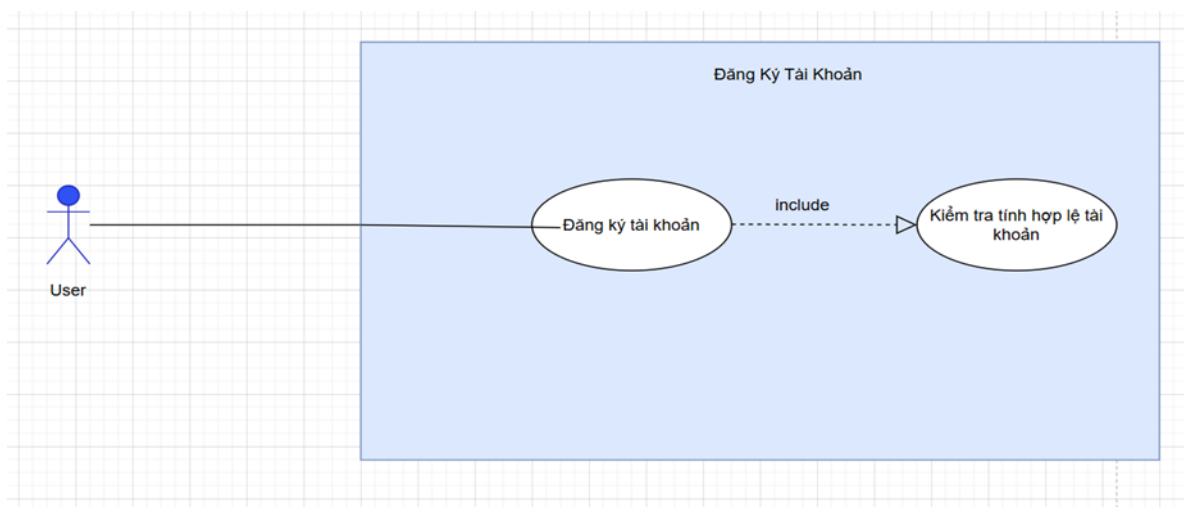 Đăng Ký Tài Khoản
User
Đăng ký tài khoản
include
Kiểm tra tính hợp lệ tài
khoản